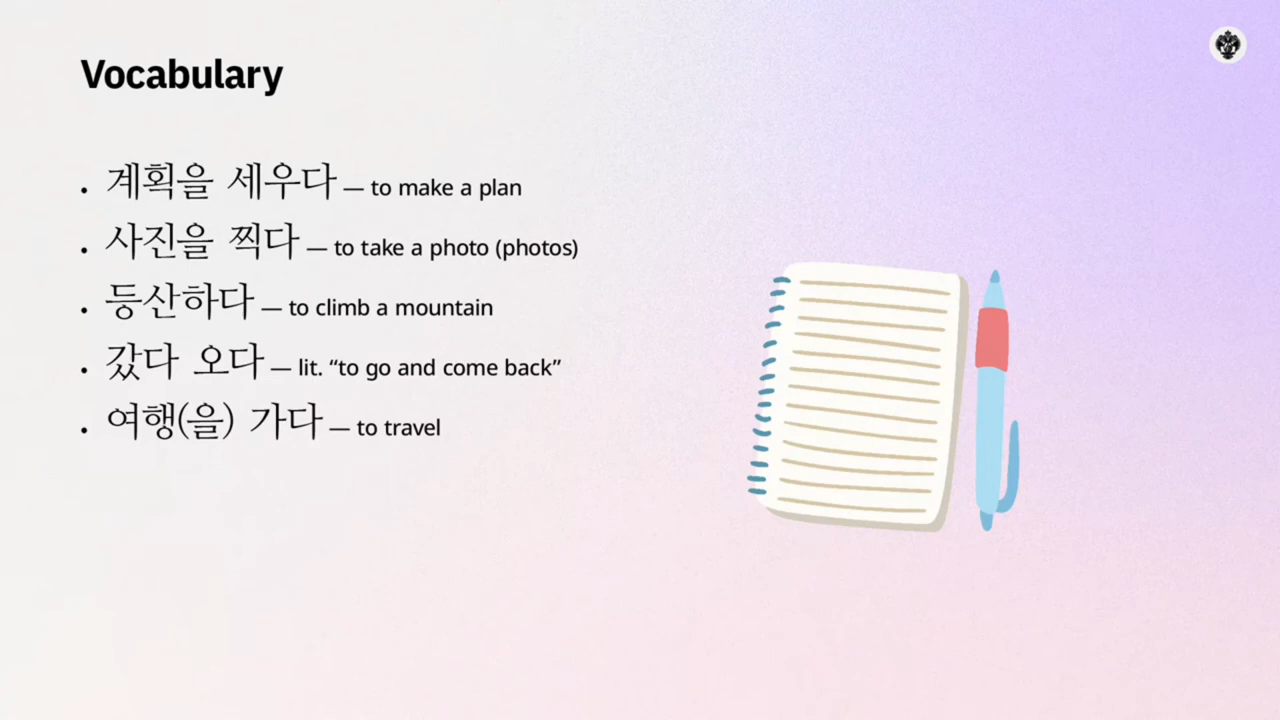 Vocabulary
• 계획을 세우다 — to make a plan
• 사진을 찍다 — to take a photo (photos)
• 등산하다 — to climb a mountain
• 갔다 오다 — lit. “to go and come back”
• 여행(을) 가다 — to travel